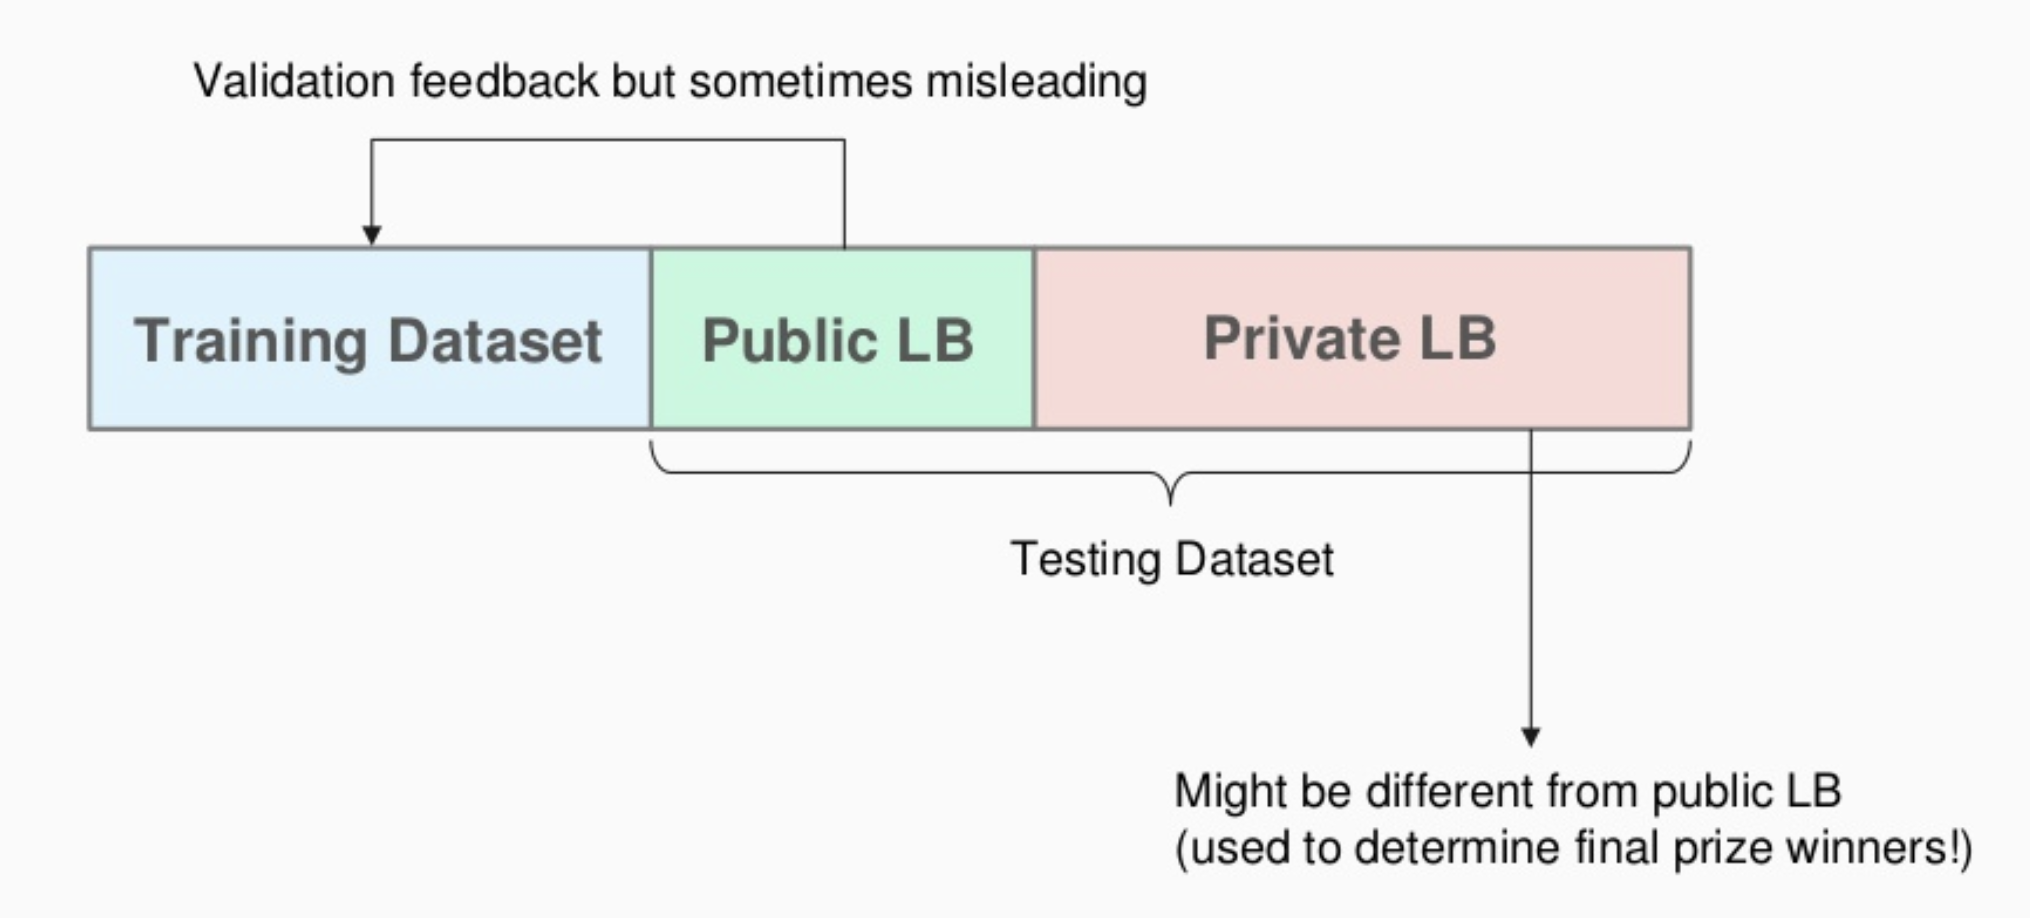 Validation feedback but sometimes misleading
Training Dataset
Public LB
Private LB
Testing Dataset
Might be different from public LB
(used to determine final prize winners!)